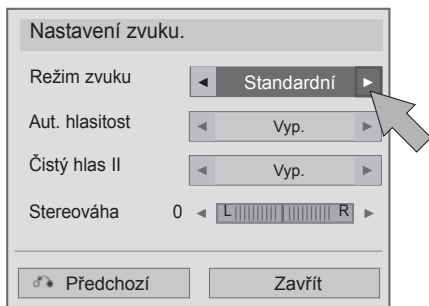 Nastavení zvuku.
Režim zvuku ◄ Standardní ►
Aut. hlasitost ◄ Vyp. ►
Čistý hlas II ◄ Vyp. ►
Stereováha 0 ◄ L R ►
Předchozí Zavřít